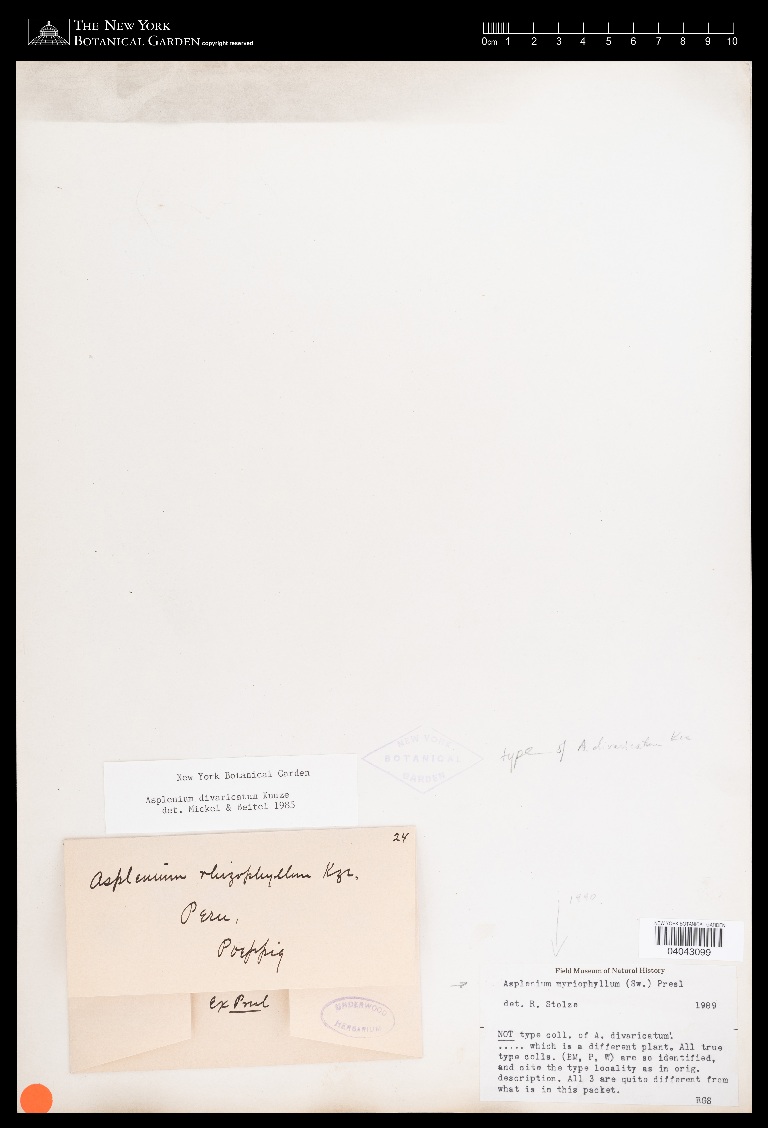 THE NEW YORK
BOTANICAL GARDEN copyright reserved
0cm 1 2 3 4 5 6 7 8 9 10
NEW YORK
BOTANICAL
GARDEN
type of A divaricatum Kze
New York Botanical Garden
Asplenium divaricatum Kunze
det. Mickel & Beitel 1985
24
Asplenium rhizophyllum Kze.
Peru,
Poeppig
Ex
UNDERWOOD
HERBARIUM
1990.
NEW YORK BOTANICAL GARDEN
04043099
Field Museum of Natural History
Asplenium myriophyllum (Sw.) Presl
det. R. Stolze 1989
NOT type coll. of A. divaricatum!
..... which is a different plant. All true
type colls. (BM, P, W) are so identified,
and cite the type locality as in orig.
description. All 3 are quite different from
what is in this packet.
RGS